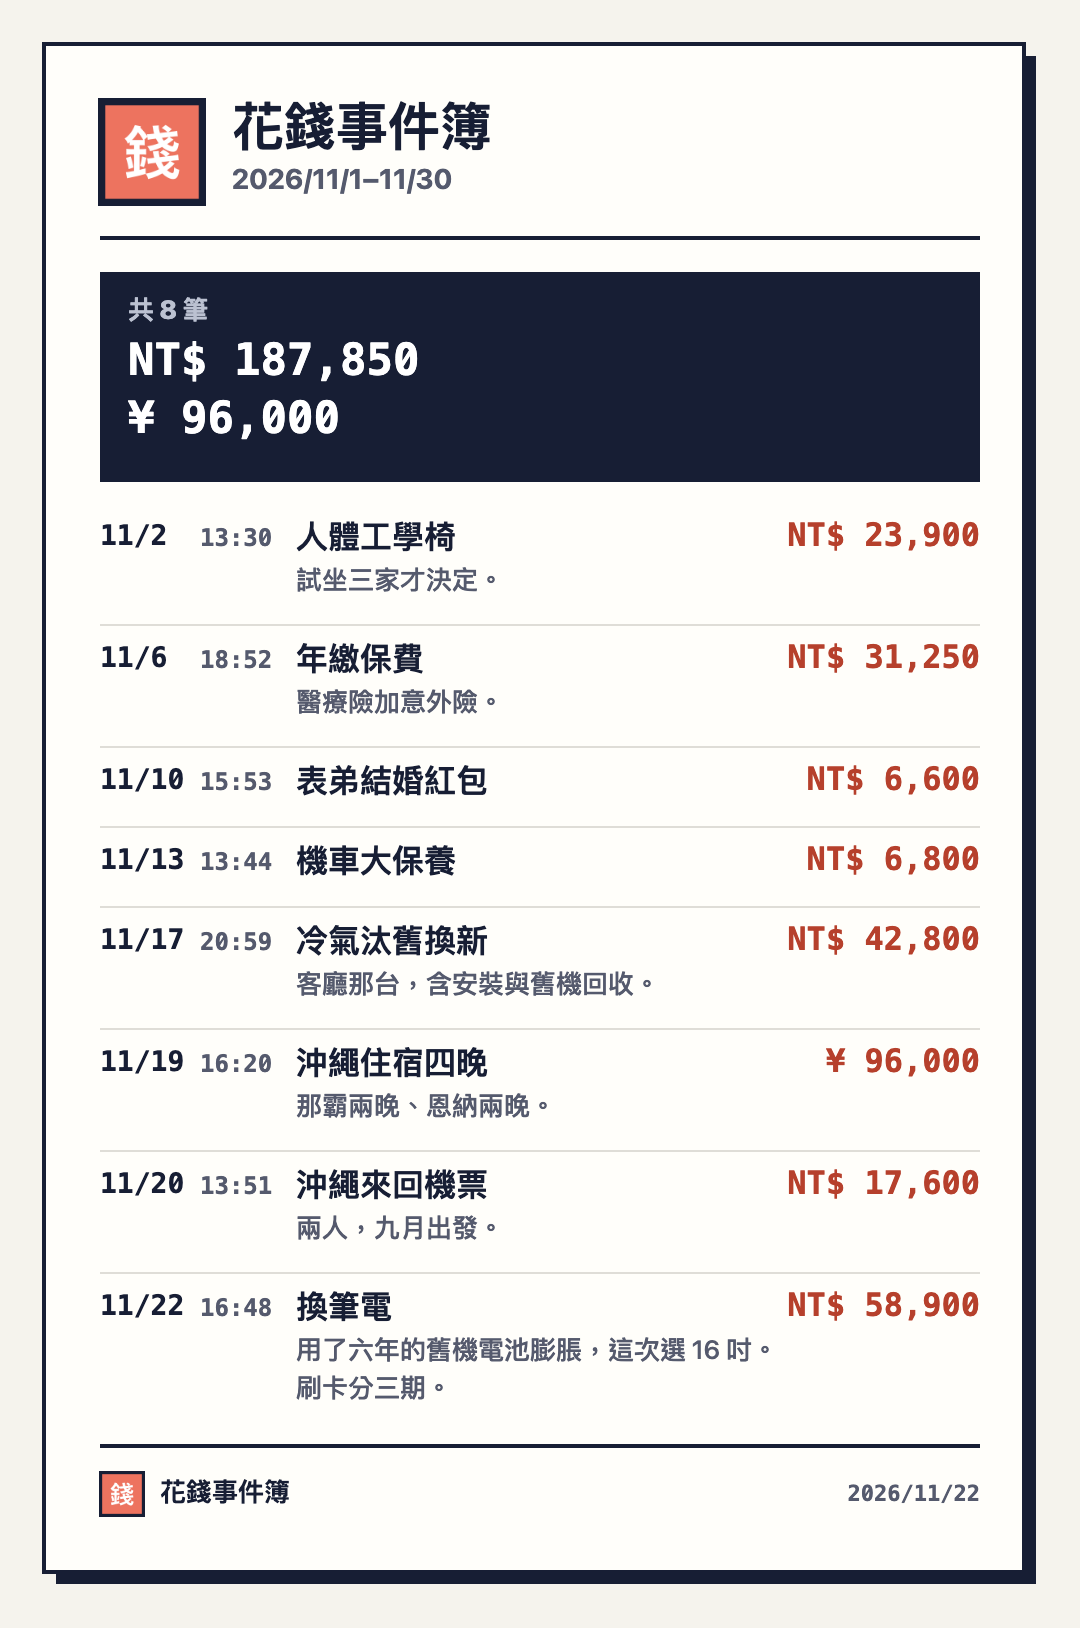 錢
花錢事件簿
2026/11/1–11/30
共 8 筆
NT$ 187,850
¥ 96,000
11/2 13:30 人體工學椅 NT$ 23,900
試坐三家才決定。
11/6 18:52 年繳保費 NT$ 31,250
醫療險加意外險。
11/10 15:53 表弟結婚紅包 NT$ 6,600
11/13 13:44 機車大保養 NT$ 6,800
11/17 20:59 冷氣汰舊換新 NT$ 42,800
客廳那台，含安裝與舊機回收。
11/19 16:20 沖繩住宿四晚 ¥ 96,000
那霸兩晚、恩納兩晚。
11/20 13:51 沖繩來回機票 NT$ 17,600
兩人，九月出發。
11/22 16:48 換筆電 NT$ 58,900
用了六年的舊機電池膨脹，這次選 16 吋。
刷卡分三期。
錢 花錢事件簿 2026/11/22